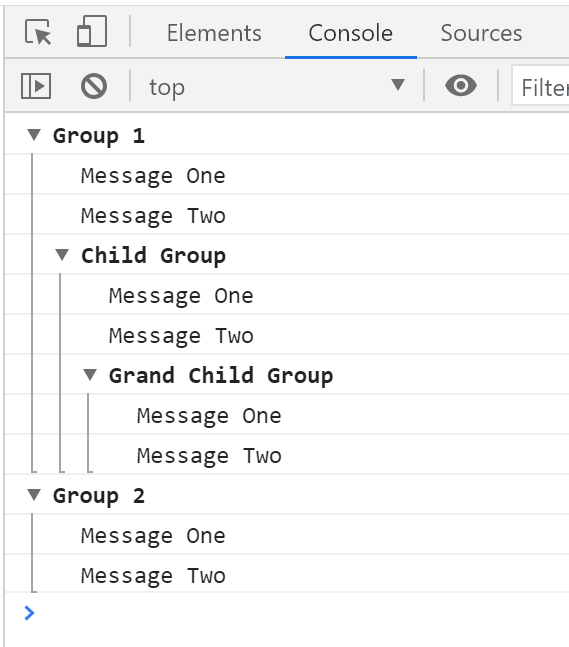 Elements Console Sources
top Filter
Group 1
Message One
Message Two
Child Group
Message One
Message Two
Grand Child Group
Message One
Message Two
Group 2
Message One
Message Two